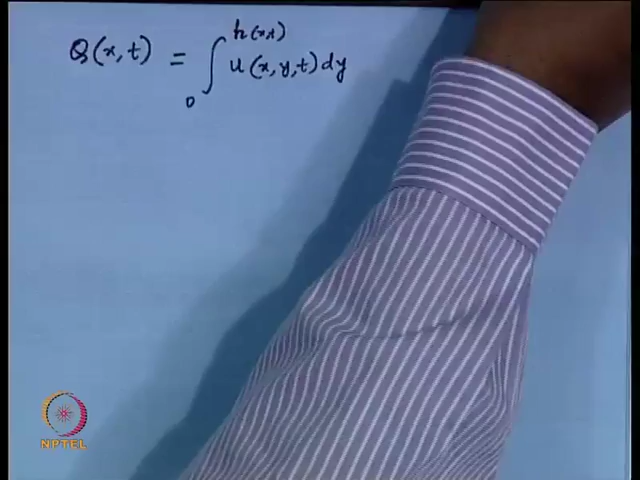 Q(x,t) = ∫₀^{h(x,t)} u(x,y,t) dy
NPTEL